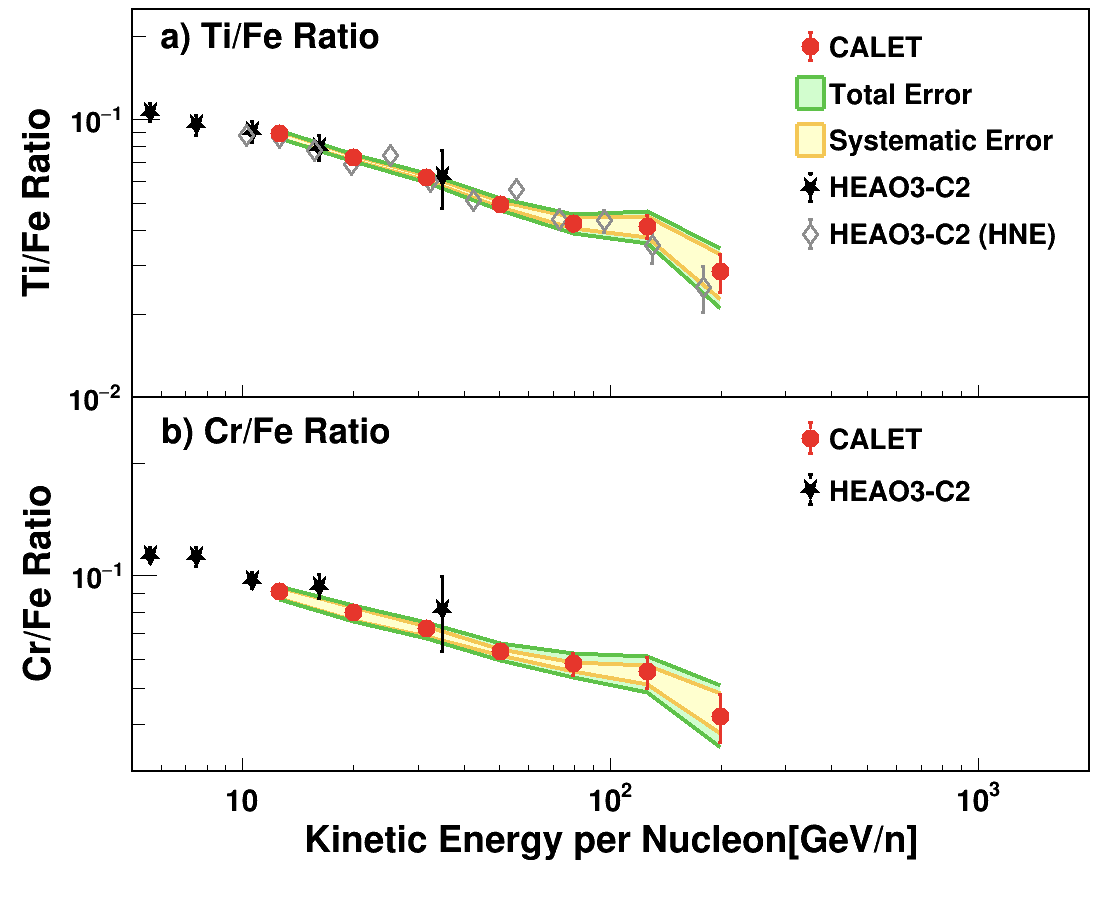 a) Ti/Fe Ratio
CALET
Total Error
Systematic Error
HEAO3-C2
HEAO3-C2 (HNE)
Ti/Fe Ratio
10⁻¹
10⁻²
b) Cr/Fe Ratio
CALET
HEAO3-C2
Cr/Fe Ratio
10⁻¹
10 10² 10³
Kinetic Energy per Nucleon[GeV/n]